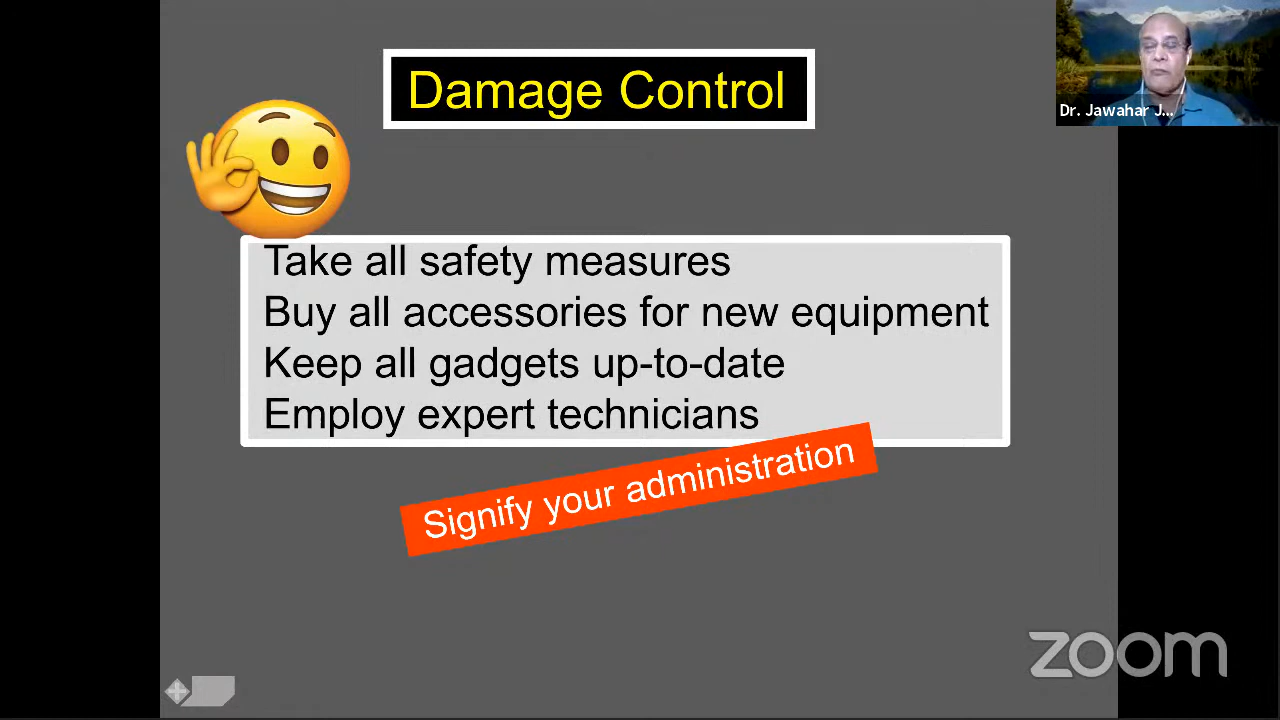 Damage Control
Dr. Jawahar J...
Take all safety measures
Buy all accessories for new equipment
Keep all gadgets up-to-date
Employ expert technicians
Signify your administration
zoom